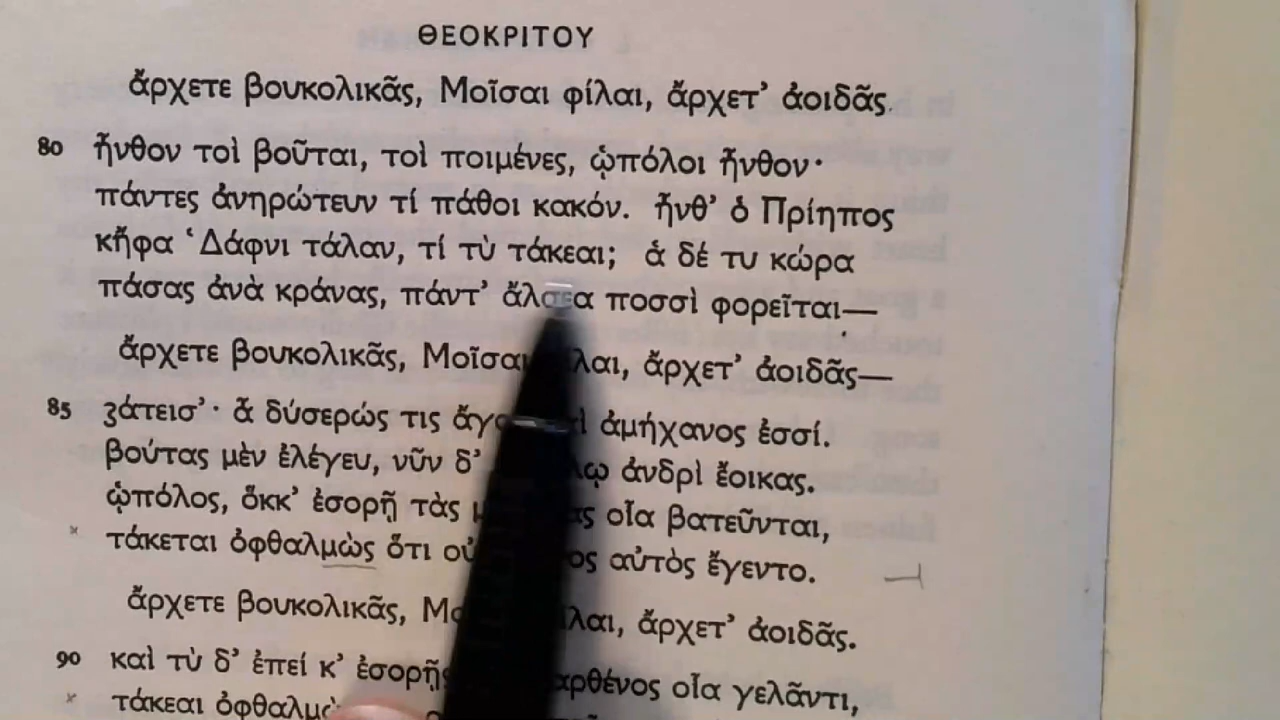 ΘΕΟΚΡΙΤΟΥ
ἄρχετε βουκολικᾶς, Μοῖσαι φίλαι, ἄρχετ’ ἀοιδᾶς.
80 ἦνθον τοὶ βοῦται, τοὶ ποιμένες, ᾡπόλοι ἦνθον·
πάντες ἀνηρώτευν τί πάθοι κακόν. ἦνθ’ ὁ Πρίηπος
κἤφα ‘Δάφνι τάλαν, τί τὺ τάκεαι; ἁ δέ τυ κώρα
πάσας ἀνὰ κράνας, πάντ’ ἄλσεα ποσσὶ φορεῖται—
ἄρχετε βουκολικᾶς, Μοῖσαι φίλαι, ἄρχετ’ ἀοιδᾶς—
85 ζάτεισ’· ἆ δύσερώς τις ἀμήχανος ἐσσί.
βούτας μὲν ἐλέγευ, νῦν δ’ ἀνδρὶ ἔοικας.
ᾡπόλος, ὅκκ’ ἐσορῇ τὰς οἷα βατεῦνται,
τάκεται ὀφθαλμὼς ὅτι αὐτὸς ἔγεντο.
ἄρχετε βουκολικᾶς, φίλαι, ἄρχετ’ ἀοιδᾶς.
90 καὶ τὺ δ’ ἐπεί κ’ ἐσορῇς οἷα γελᾶντι,
τάκεαι